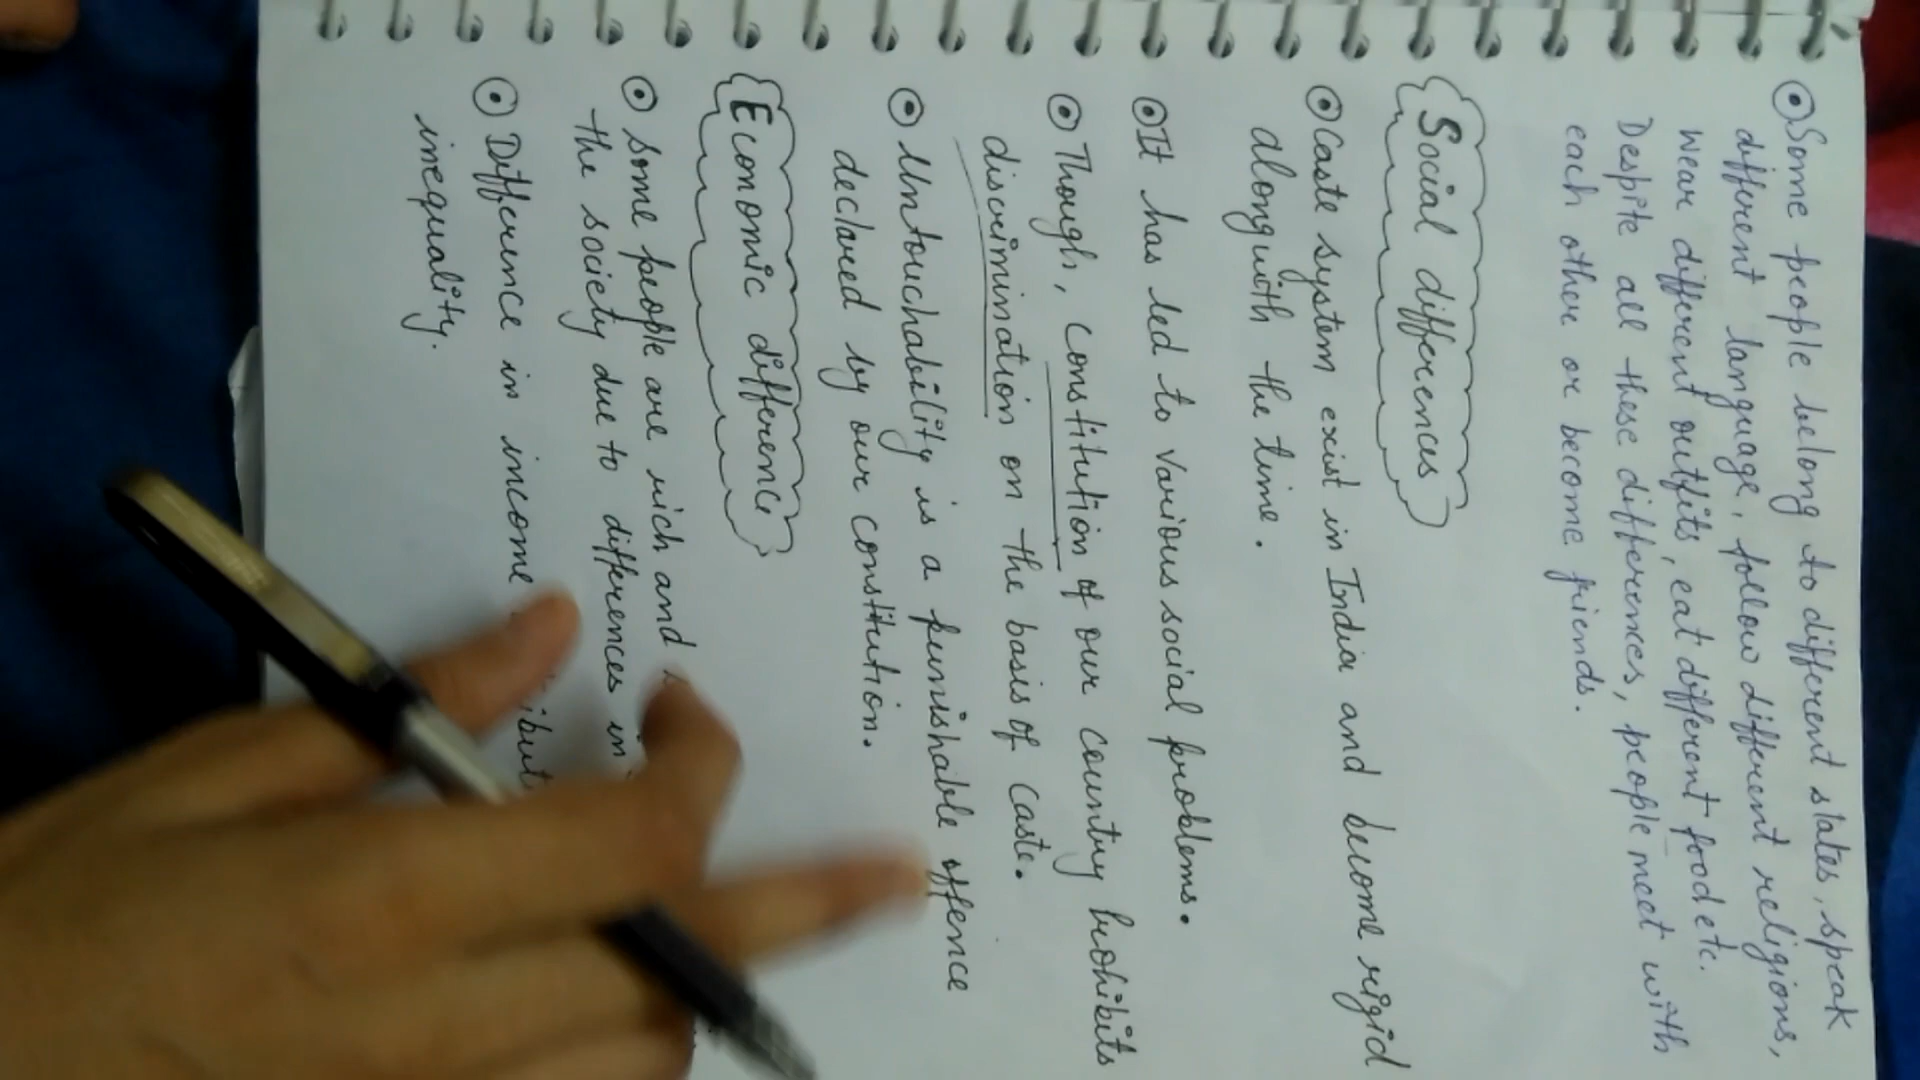 Some people belong to different states, speak
different language, follow different religions,
wear different outfits, eat different food etc.
Despite all these differences, people meet with
each other or become friends.
Social differences
Caste system exist in India and become rigid
alongwith the time.
It has led to various social problems.
Though, constitution of our country prohibits
discrimination on the basis of caste.
Untouchability is a punishable offence
declared by our constitution.
Economic difference
Some people are rich and
the society due to differences in
Difference in income
inequality.